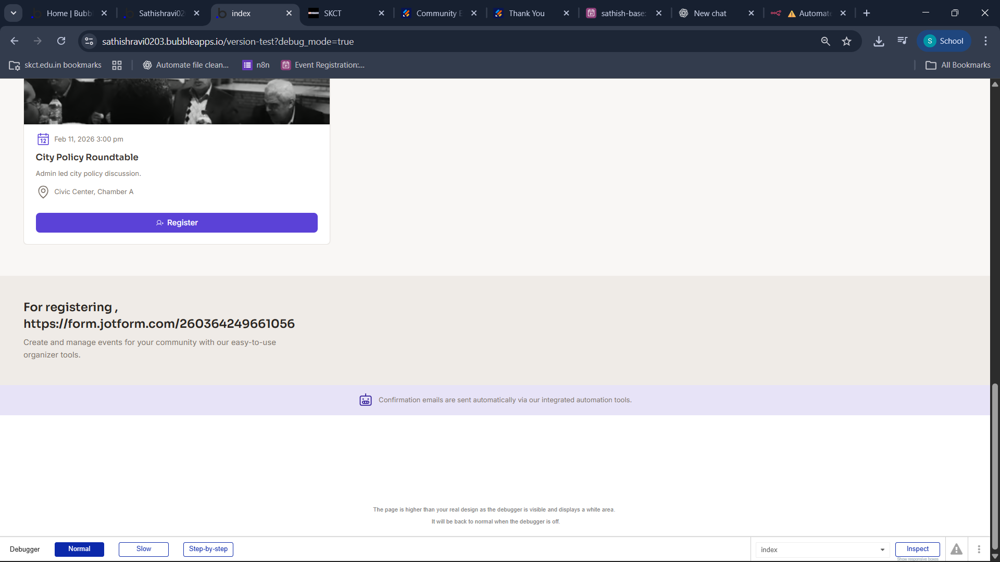 Home | Bubb
Sathishravi02
index
SKCT
Community E
Thank You
sathish-base:
New chat
Automate
sathishravi0203.bubbleapps.io/version-test?debug_mode=true
S
School
skct.edu.in bookmarks
Automate file clean...
n8n
Event Registration:...
All Bookmarks
12
Feb 11, 2026 3:00 pm
City Policy Roundtable
Admin led city policy discussion.
Civic Center, Chamber A
Register
For registering ,
https://form.jotform.com/260364249661056
Create and manage events for your community with our easy-to-use
organizer tools.
Confirmation emails are sent automatically via our integrated automation tools.
The page is higher than your real design as the debugger is visible and displays a white area.
It will be back to normal when the debugger is off.
Debugger
Normal
Slow
Step-by-step
index
Inspect
Show responsive boxes